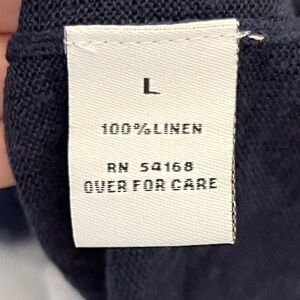 L
100% LINEN
RN 54168
OVER FOR CARE